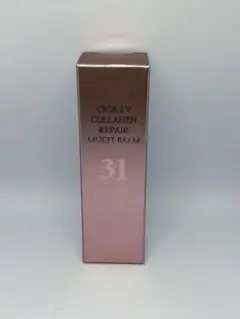 CICA LV
COLLAGEN
REPAIR
MULTI BALM
31